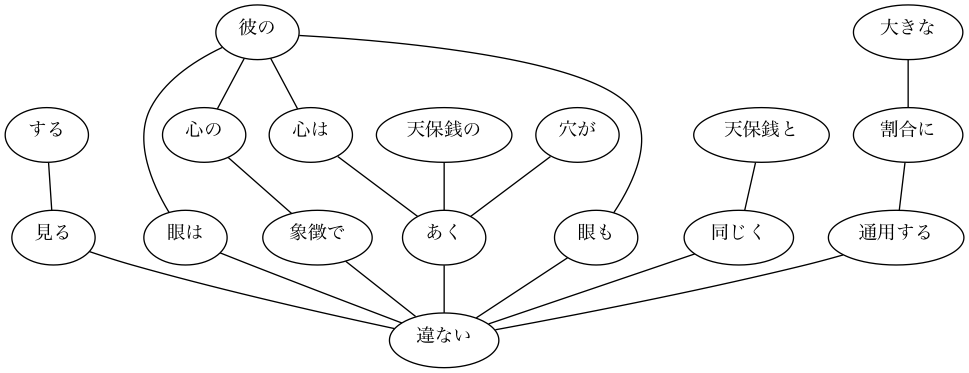 彼の
大きな
する
心の
心は
天保銭の
穴が
天保銭と
割合に
見る
眼は
象徴で
あく
眼も
同じく
通用する
違ない